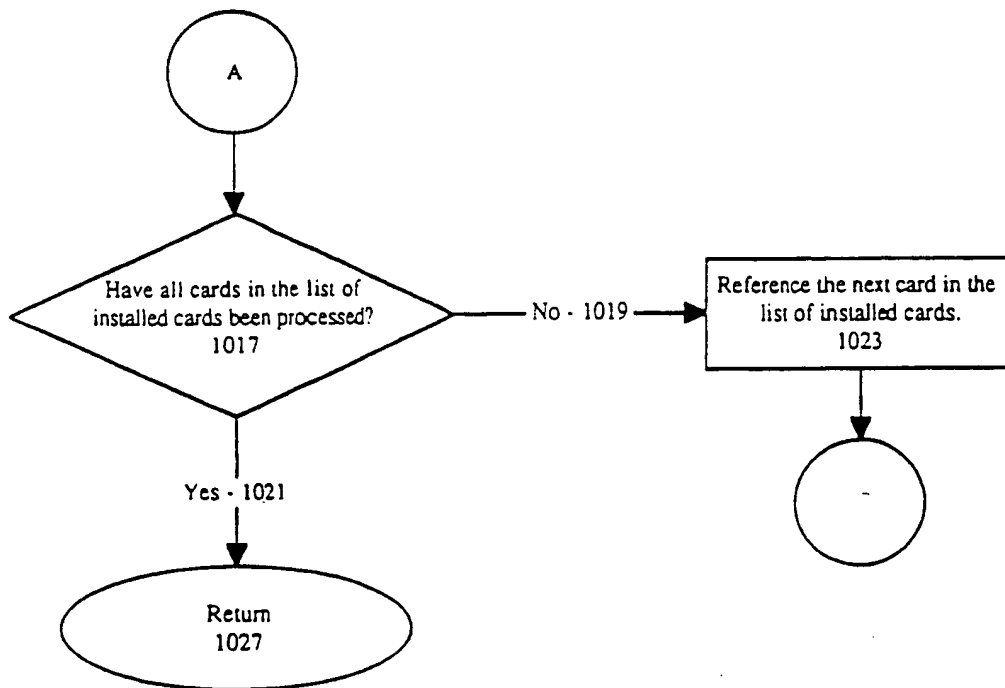 A
Have all cards in the list of
installed cards been processed?
1017
No - 1019
Reference the next card in the
list of installed cards.
1023
Yes - 1021
Return
1027